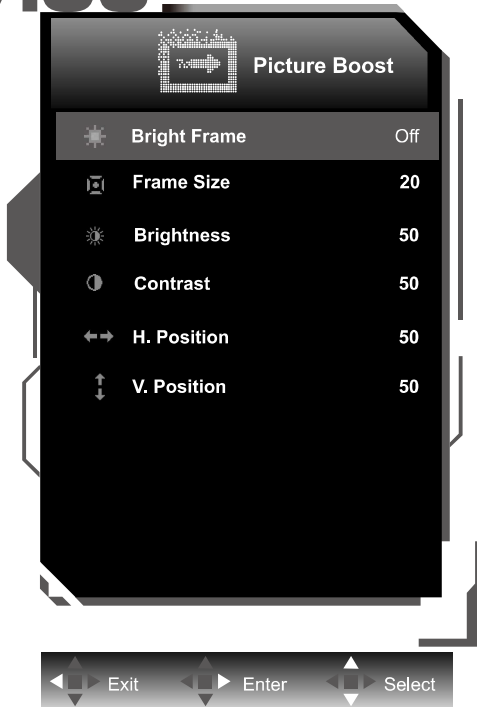 Picture Boost
Bright Frame Off
Frame Size 20
Brightness 50
Contrast 50
H. Position 50
V. Position 50
Exit Enter Select